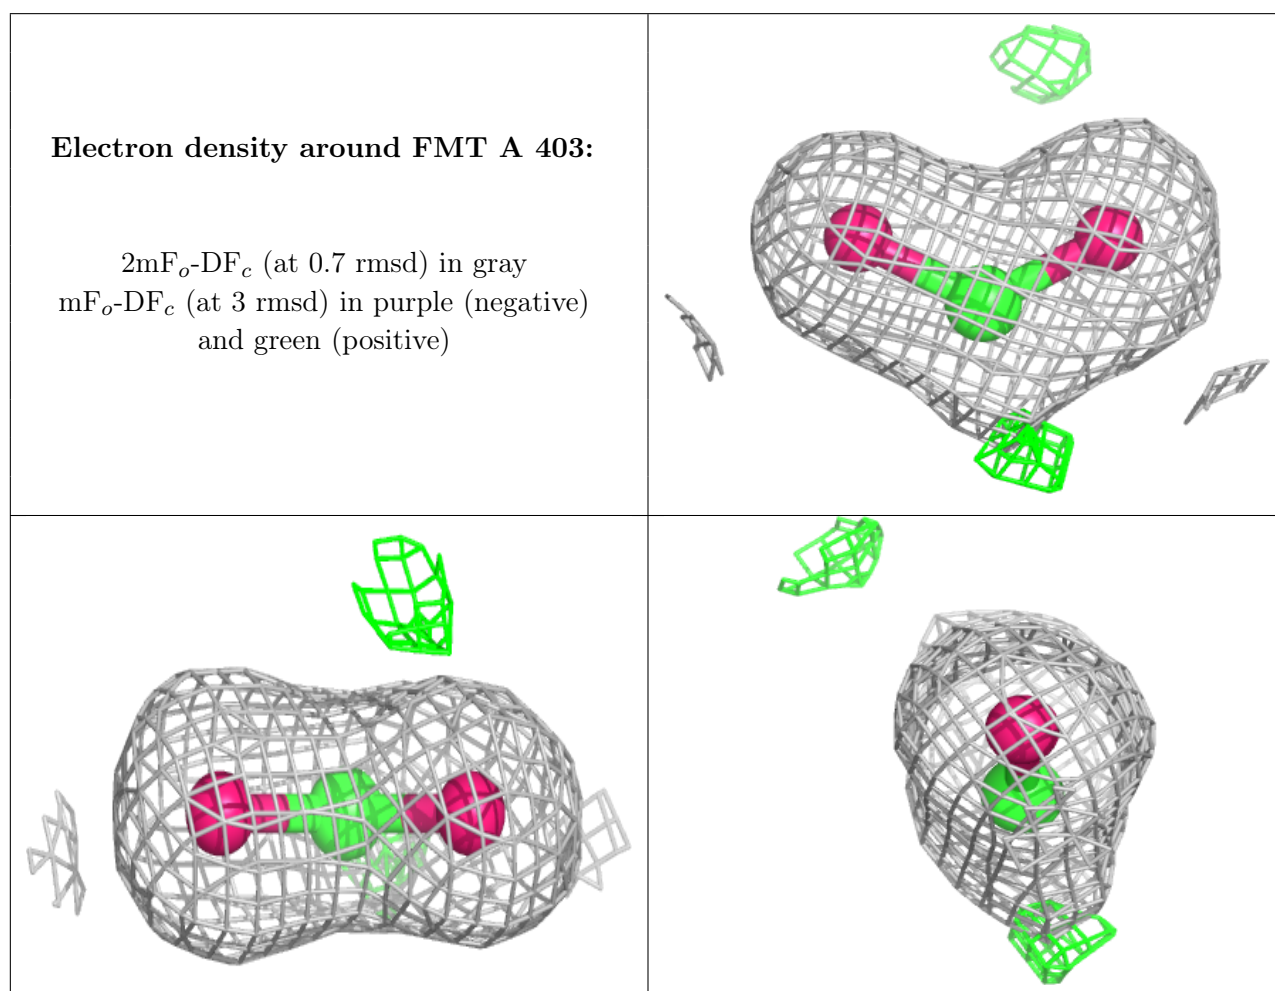 Electron density around FMT A 403:
2mFo-DFc (at 0.7 rmsd) in gray
mFo-DFc (at 3 rmsd) in purple (negative)
and green (positive)